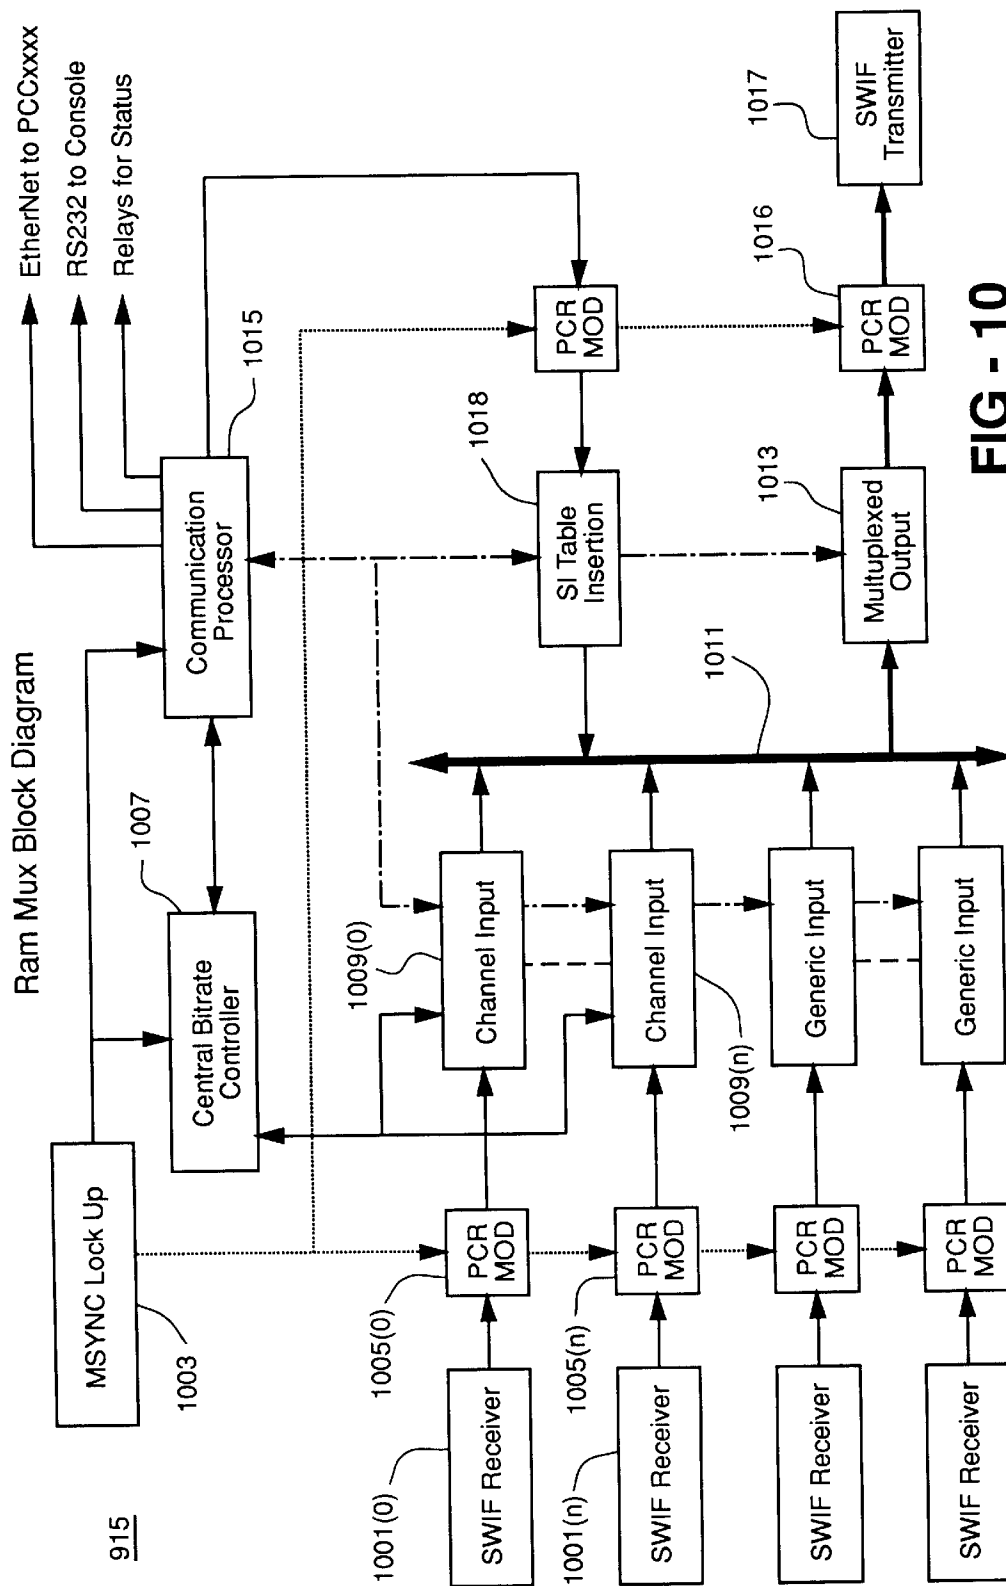 Ram Mux Block Diagram
915
MSYNC Lock Up
1003
Central Bitrate
Controller
1007
Communication
Processor
1015
EtherNet to PCCxxxx
RS232 to Console
Relays for Status
1001(0)
SWIF Receiver
1005(0)
PCR
MOD
1009(0)
Channel Input
1001(n)
SWIF Receiver
1005(n)
PCR
MOD
1009(n)
Channel Input
SWIF Receiver
PCR
MOD
Generic Input
SWIF Receiver
PCR
MOD
Generic Input
1011
1018
SI Table
Insertion
PCR
MOD
1013
Multuplexed
Output
1016
PCR
MOD
1017
SWIF
Transmitter
FIG - 10